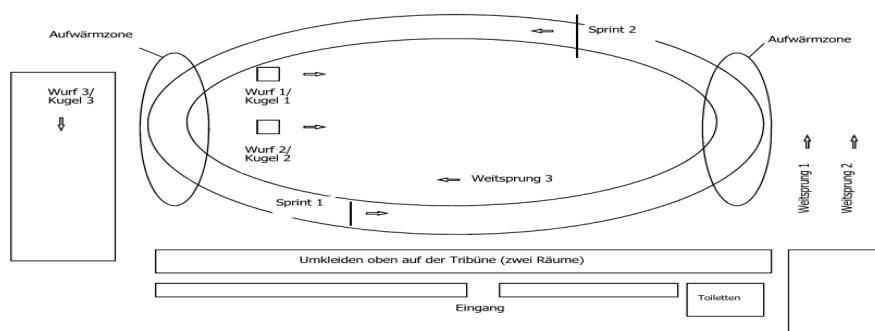 Sprint 2
Aufwärmzone
Aufwärmzone
Wurf 3/
Kugel 3
Wurf 1/
Kugel 1
Wurf 2/
Kugel 2
Weitsprung 3
Weitsprung 1
Weitsprung 2
Sprint 1
Umkleiden oben auf der Tribüne (zwei Räume)
Toiletten
Eingang